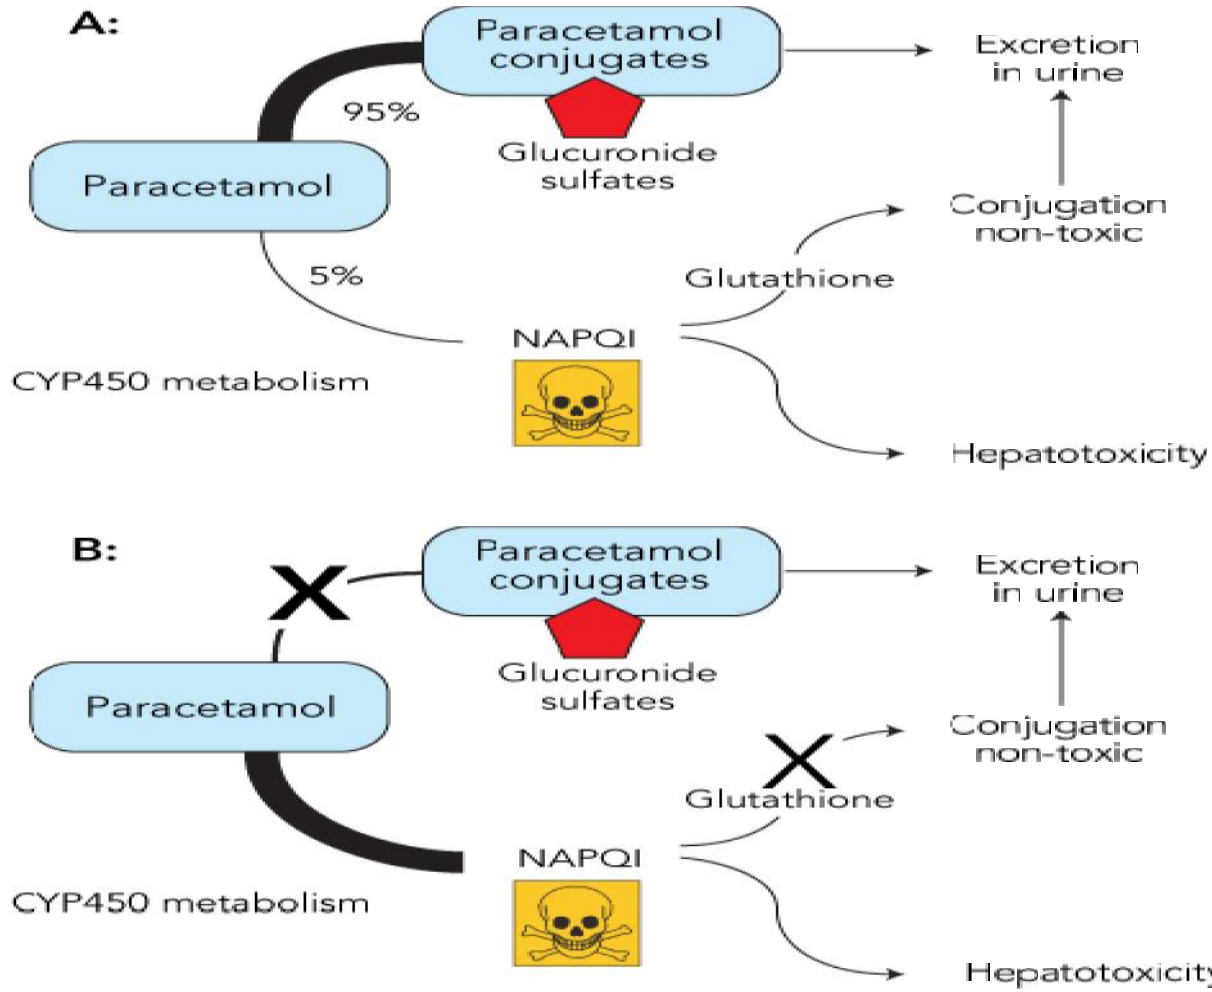 A:
Paracetamol
conjugates
Excretion
in urine
95%
Glucuronide
sulfates
Paracetamol
Conjugation
non-toxic
5%
Glutathione
NAPQI
CYP450 metabolism
Hepatotoxicity
B:
Paracetamol
conjugates
Excretion
in urine
Glucuronide
sulfates
Paracetamol
Conjugation
non-toxic
Glutathione
NAPQI
CYP450 metabolism
Hepatotoxicity